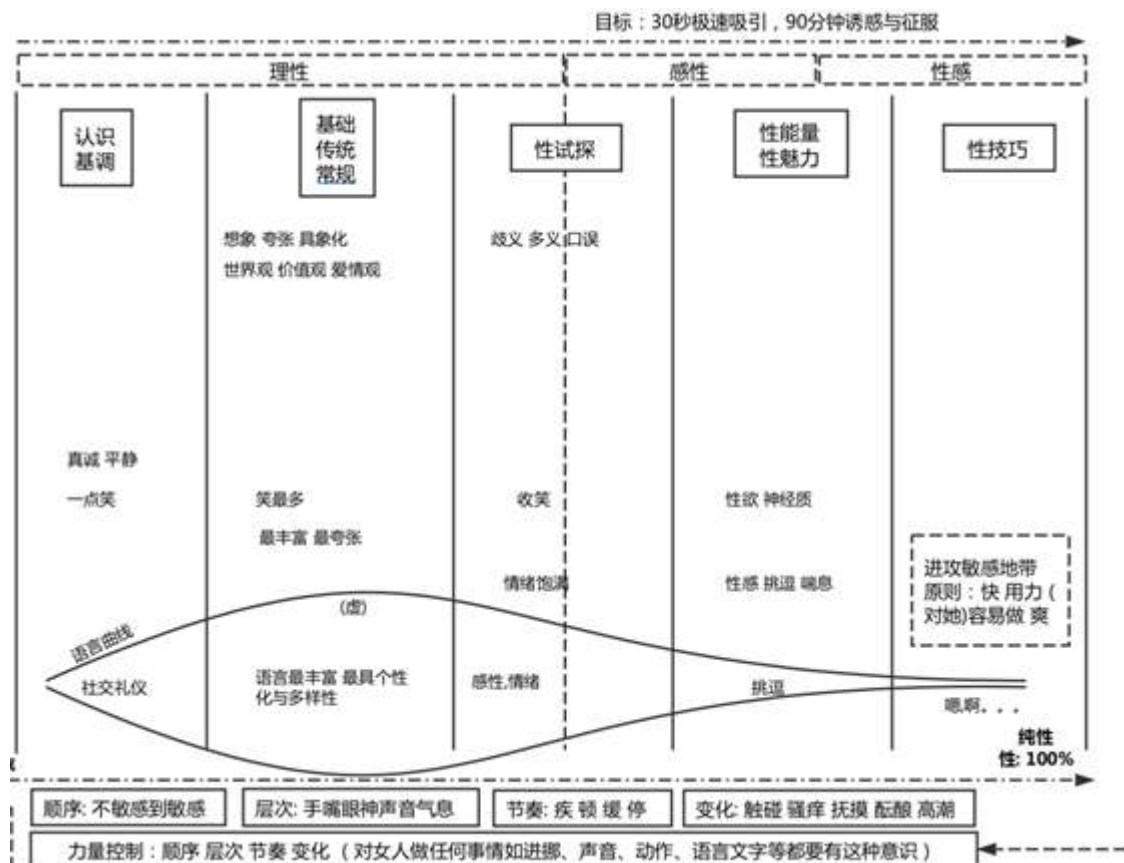 目标：30秒极速吸引，90分钟诱感与征服
理性
感性
性感
认识
基调
基础
传统
常规
性试探
性能量
性魅力
性技巧
想象 夸张 具象化
世界观 价值观 爱情观
歧义 多义 口误
真诚 平静
一点笑
笑最多
最丰富 最夸张
收笑
情绪饱满
性欲 神经质
性感 挑逗 喘息
进攻敏感地带
原则：快 用力 (
对她)容易做 爽
(虚)
语言曲线
社交礼仪
语言最丰富 最具个性
化与多样性
感性,情绪
挑逗
嗯,啊。。。
纯性
性: 100%
顺序: 不敏感到敏感
层次: 手嘴眼神声音气息
节奏: 疾 顿 缓 停
变化: 触碰 骚痒 抚摸 酝酸 高潮
力量控制：顺序 层次 节奏 变化 （ 对女人做任何事情如进挪、声音、动作、语言文字等都要有这种意识 ）